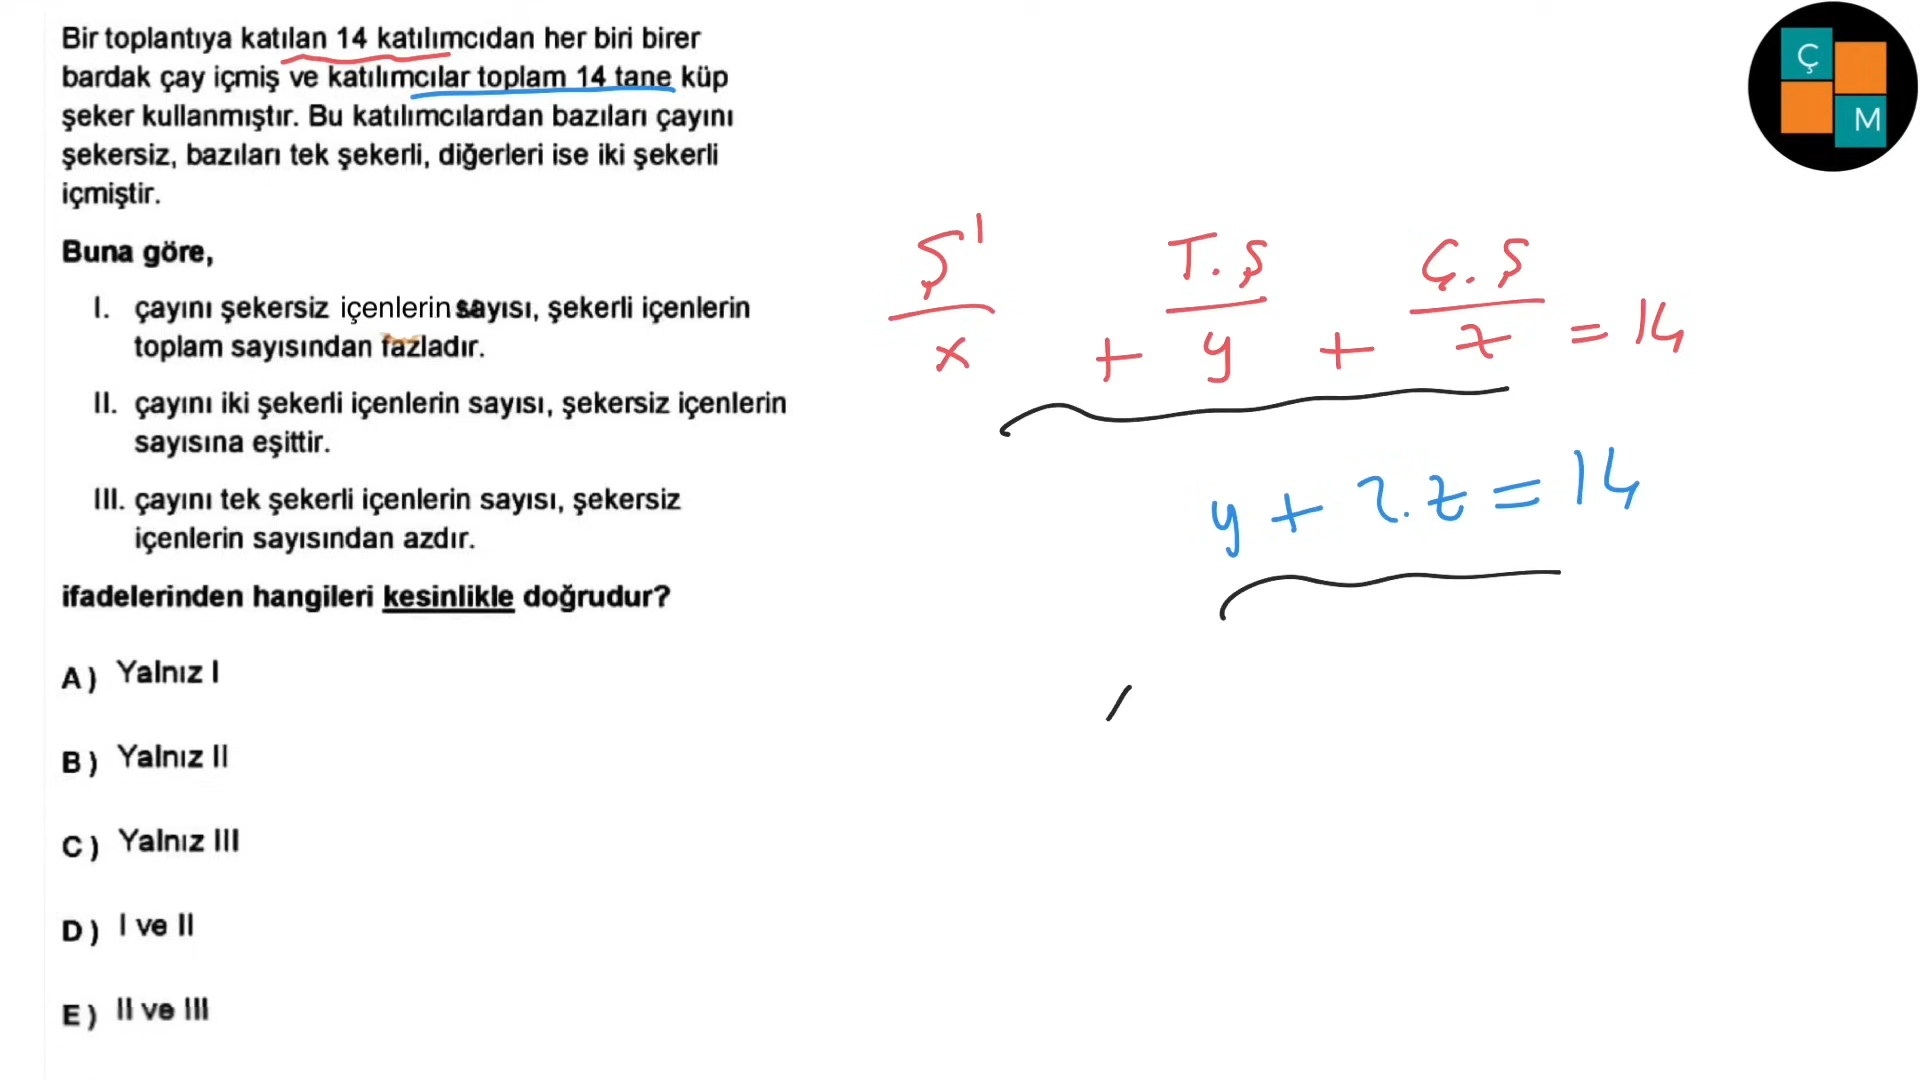 Bir toplantıya katılan 14 katılımcıdan her biri birer
bardak çay içmiş ve katılımcılar toplam 14 tane küp
şeker kullanmıştır. Bu katılımcılardan bazıları çayını
şekersiz, bazıları tek şekerli, diğerleri ise iki şekerli
içmiştir.
Buna göre,
I. çayını şekersiz içenlerin sayısı, şekerli içenlerin
toplam sayısından fazladır.
II. çayını iki şekerli içenlerin sayısı, şekersiz içenlerin
sayısına eşittir.
III. çayını tek şekerli içenlerin sayısı, şekersiz
içenlerin sayısından azdır.
ifadelerinden hangileri kesinlikle doğrudur?
A) Yalnız I
B) Yalnız II
C) Yalnız III
D) I ve II
E) II ve III
Ç
M
Ş' T.Ş Ç.Ş
x + y + z = 14
y + 2.z = 14